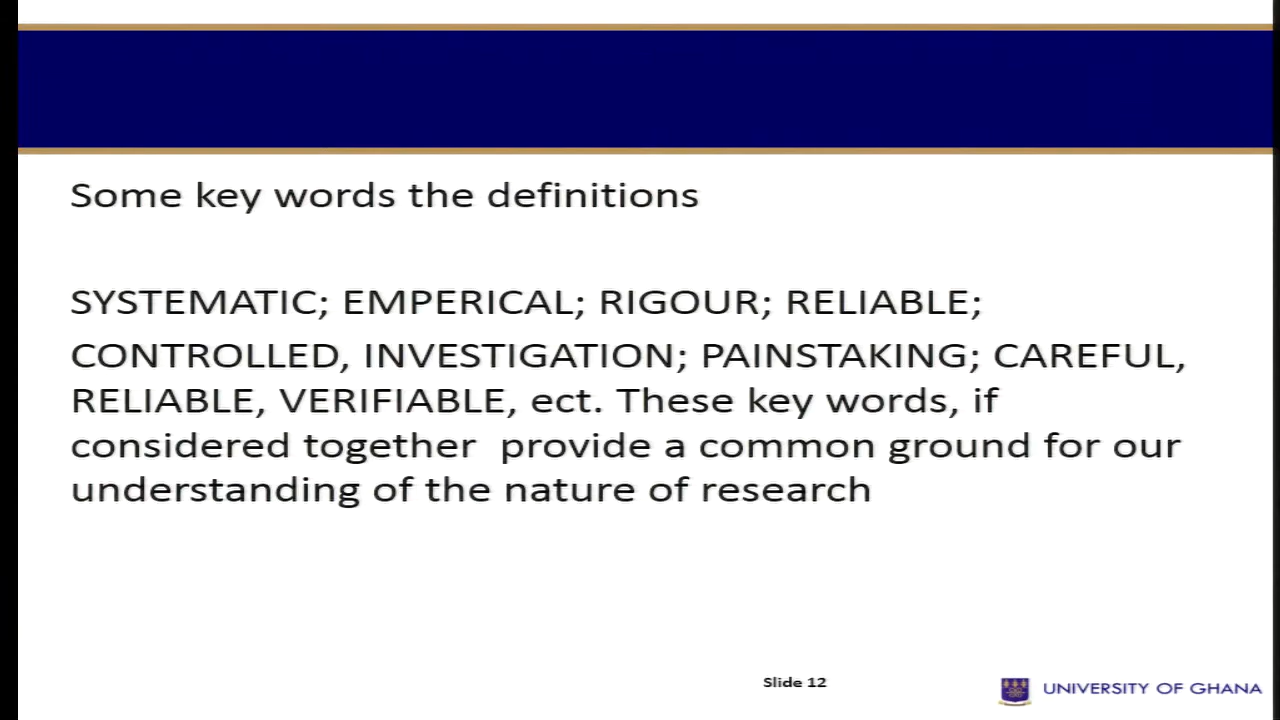 Some key words the definitions
SYSTEMATIC; EMPERICAL; RIGOUR; RELIABLE;
CONTROLLED, INVESTIGATION; PAINSTAKING; CAREFUL,
RELIABLE, VERIFIABLE, ect. These key words, if
considered together provide a common ground for our
understanding of the nature of research
Slide 12
UNIVERSITY OF GHANA